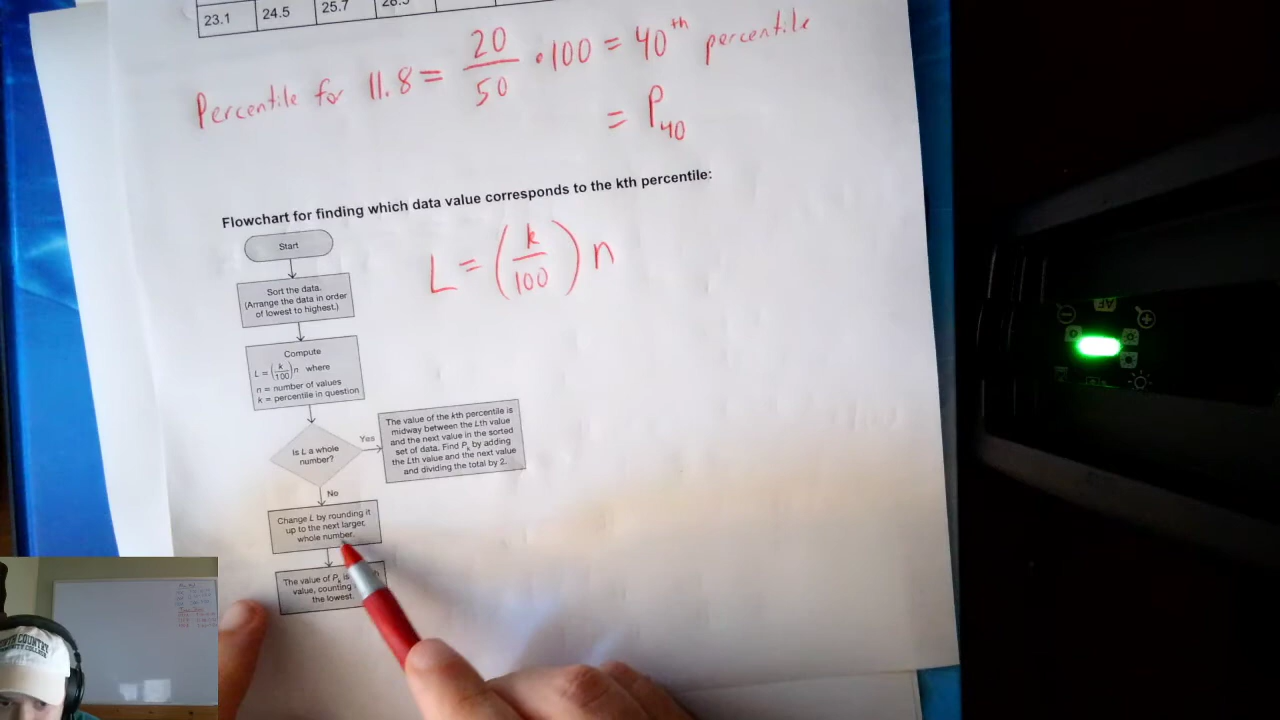 23.1 24.5 25.7
Percentile for 11.8 = 20/50 • 100 = 40th percentile
= P40
Flowchart for finding which data value corresponds to the kth percentile:
Start
L = (k/100) n
Sort the data.
(Arrange the data in order
of lowest to highest.)
Compute
L = (k/100) n where
n = number of values
k = percentile in question
Is L a whole
number?
Yes
The value of the kth percentile is
midway between the Lth value
and the next value in the sorted
set of data. Find Pk by adding
the Lth value and the next value
and dividing the total by 2.
No
Change L by rounding it
up to the next larger
whole number.
The value of Pk is
value, counting
the lowest.
AF
COUNTRY
COLLEGE